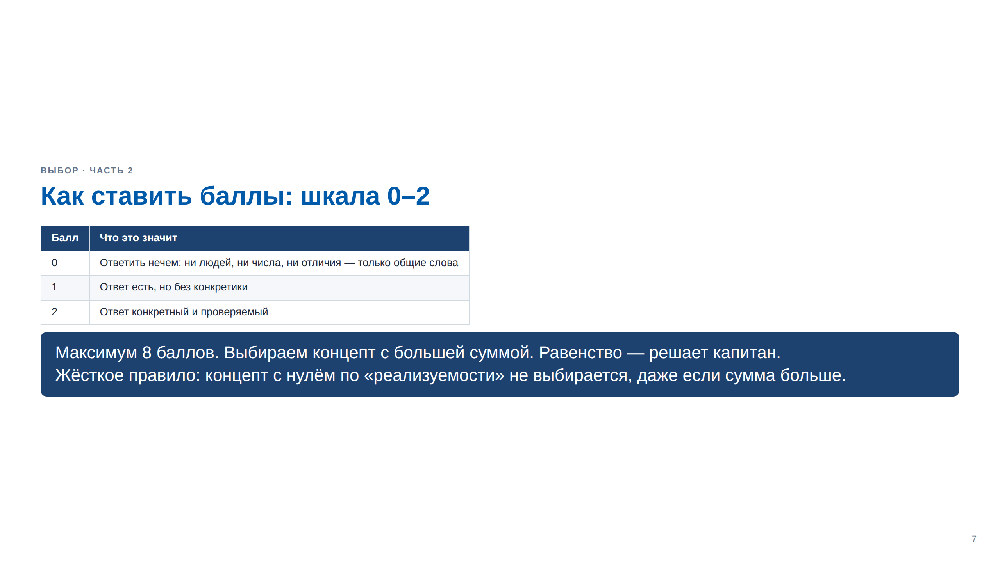 ВЫБОР · ЧАСТЬ 2
Как ставить баллы: шкала 0–2
Балл Что это значит
0 Ответить нечем: ни людей, ни числа, ни отличия — только общие слова
1 Ответ есть, но без конкретики
2 Ответ конкретный и проверяемый
Максимум 8 баллов. Выбираем концепт с большей суммой. Равенство — решает капитан.
Жёсткое правило: концепт с нулём по «реализуемости» не выбирается, даже если сумма больше.
7